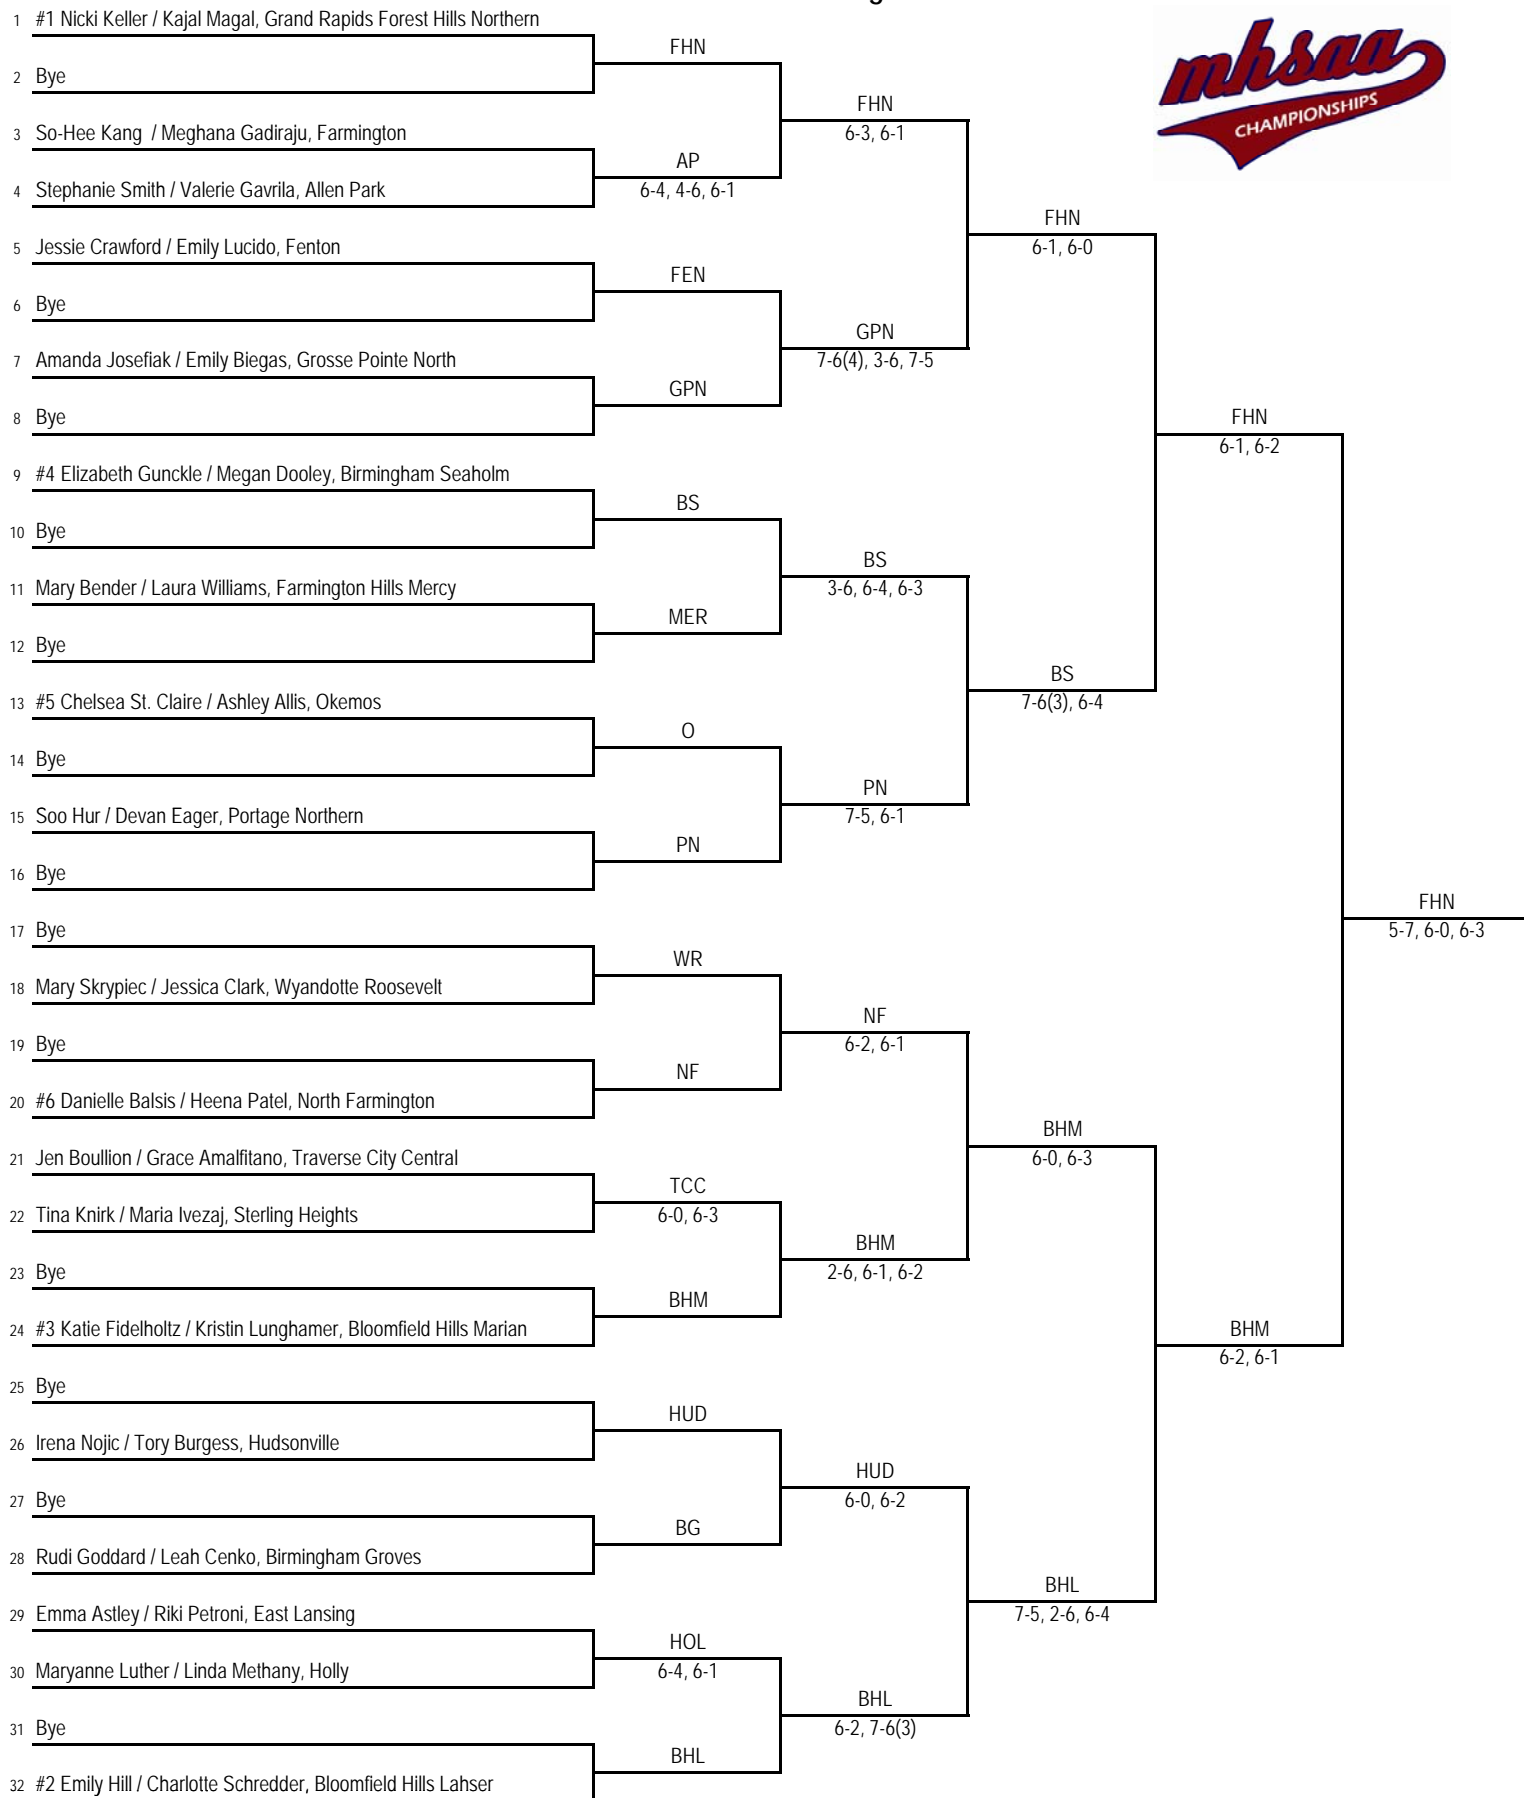 1 #1 Nicki Keller / Kajal Magal, Grand Rapids Forest Hills Northern
2 Bye
3 So-Hee Kang / Meghana Gadiraju, Farmington
4 Stephanie Smith / Valerie Gavrila, Allen Park
5 Jessie Crawford / Emily Lucido, Fenton
6 Bye
7 Amanda Josefiak / Emily Biegas, Grosse Pointe North
8 Bye
9 #4 Elizabeth Gunckle / Megan Dooley, Birmingham Seaholm
10 Bye
11 Mary Bender / Laura Williams, Farmington Hills Mercy
12 Bye
13 #5 Chelsea St. Claire / Ashley Allis, Okemos
14 Bye
15 Soo Hur / Devan Eager, Portage Northern
16 Bye
17 Bye
18 Mary Skrypiec / Jessica Clark, Wyandotte Roosevelt
19 Bye
20 #6 Danielle Balsis / Heena Patel, North Farmington
21 Jen Boullion / Grace Amalfitano, Traverse City Central
22 Tina Knirk / Maria Ivezaj, Sterling Heights
23 Bye
24 #3 Katie Fidelholtz / Kristin Lunghamer, Bloomfield Hills Marian
25 Bye
26 Irena Nojic / Tory Burgess, Hudsonville
27 Bye
28 Rudi Goddard / Leah Cenko, Birmingham Groves
29 Emma Astley / Riki Petroni, East Lansing
30 Maryanne Luther / Linda Methany, Holly
31 Bye
32 #2 Emily Hill / Charlotte Schredder, Bloomfield Hills Lahser
FHN
AP
6-4, 4-6, 6-1
FEN
GPN
BS
MER
O
PN
WR
NF
TCC
6-0, 6-3
BHM
HUD
BG
HOL
6-4, 6-1
BHL
FHN
6-3, 6-1
GPN
7-6(4), 3-6, 7-5
BS
3-6, 6-4, 6-3
PN
7-5, 6-1
NF
6-2, 6-1
BHM
2-6, 6-1, 6-2
HUD
6-0, 6-2
BHL
6-2, 7-6(3)
FHN
6-1, 6-0
BS
7-6(3), 6-4
BHM
6-0, 6-3
BHL
7-5, 2-6, 6-4
FHN
6-1, 6-2
BHM
6-2, 6-1
FHN
5-7, 6-0, 6-3
mhsaa
CHAMPIONSHIPS